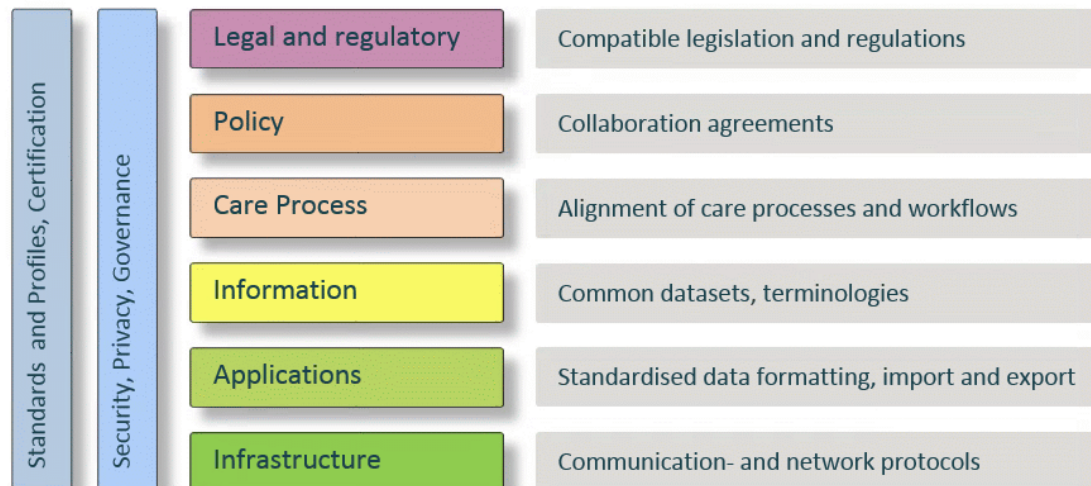 Standards and Profiles, Certification
Security, Privacy, Governance
Legal and regulatory
Compatible legislation and regulations
Policy
Collaboration agreements
Care Process
Alignment of care processes and workflows
Information
Common datasets, terminologies
Applications
Standardised data formatting, import and export
Infrastructure
Communication- and network protocols